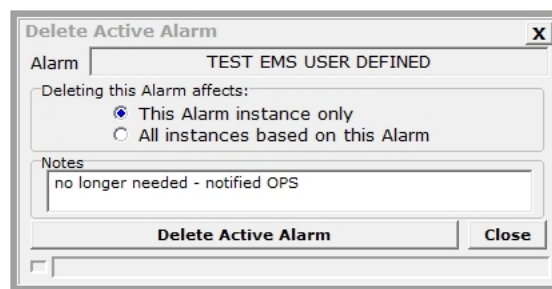 Delete Active Alarm
X
Alarm TEST EMS USER DEFINED
Deleting this Alarm affects:
This Alarm instance only
All instances based on this Alarm
Notes
no longer needed - notified OPS
Delete Active Alarm Close